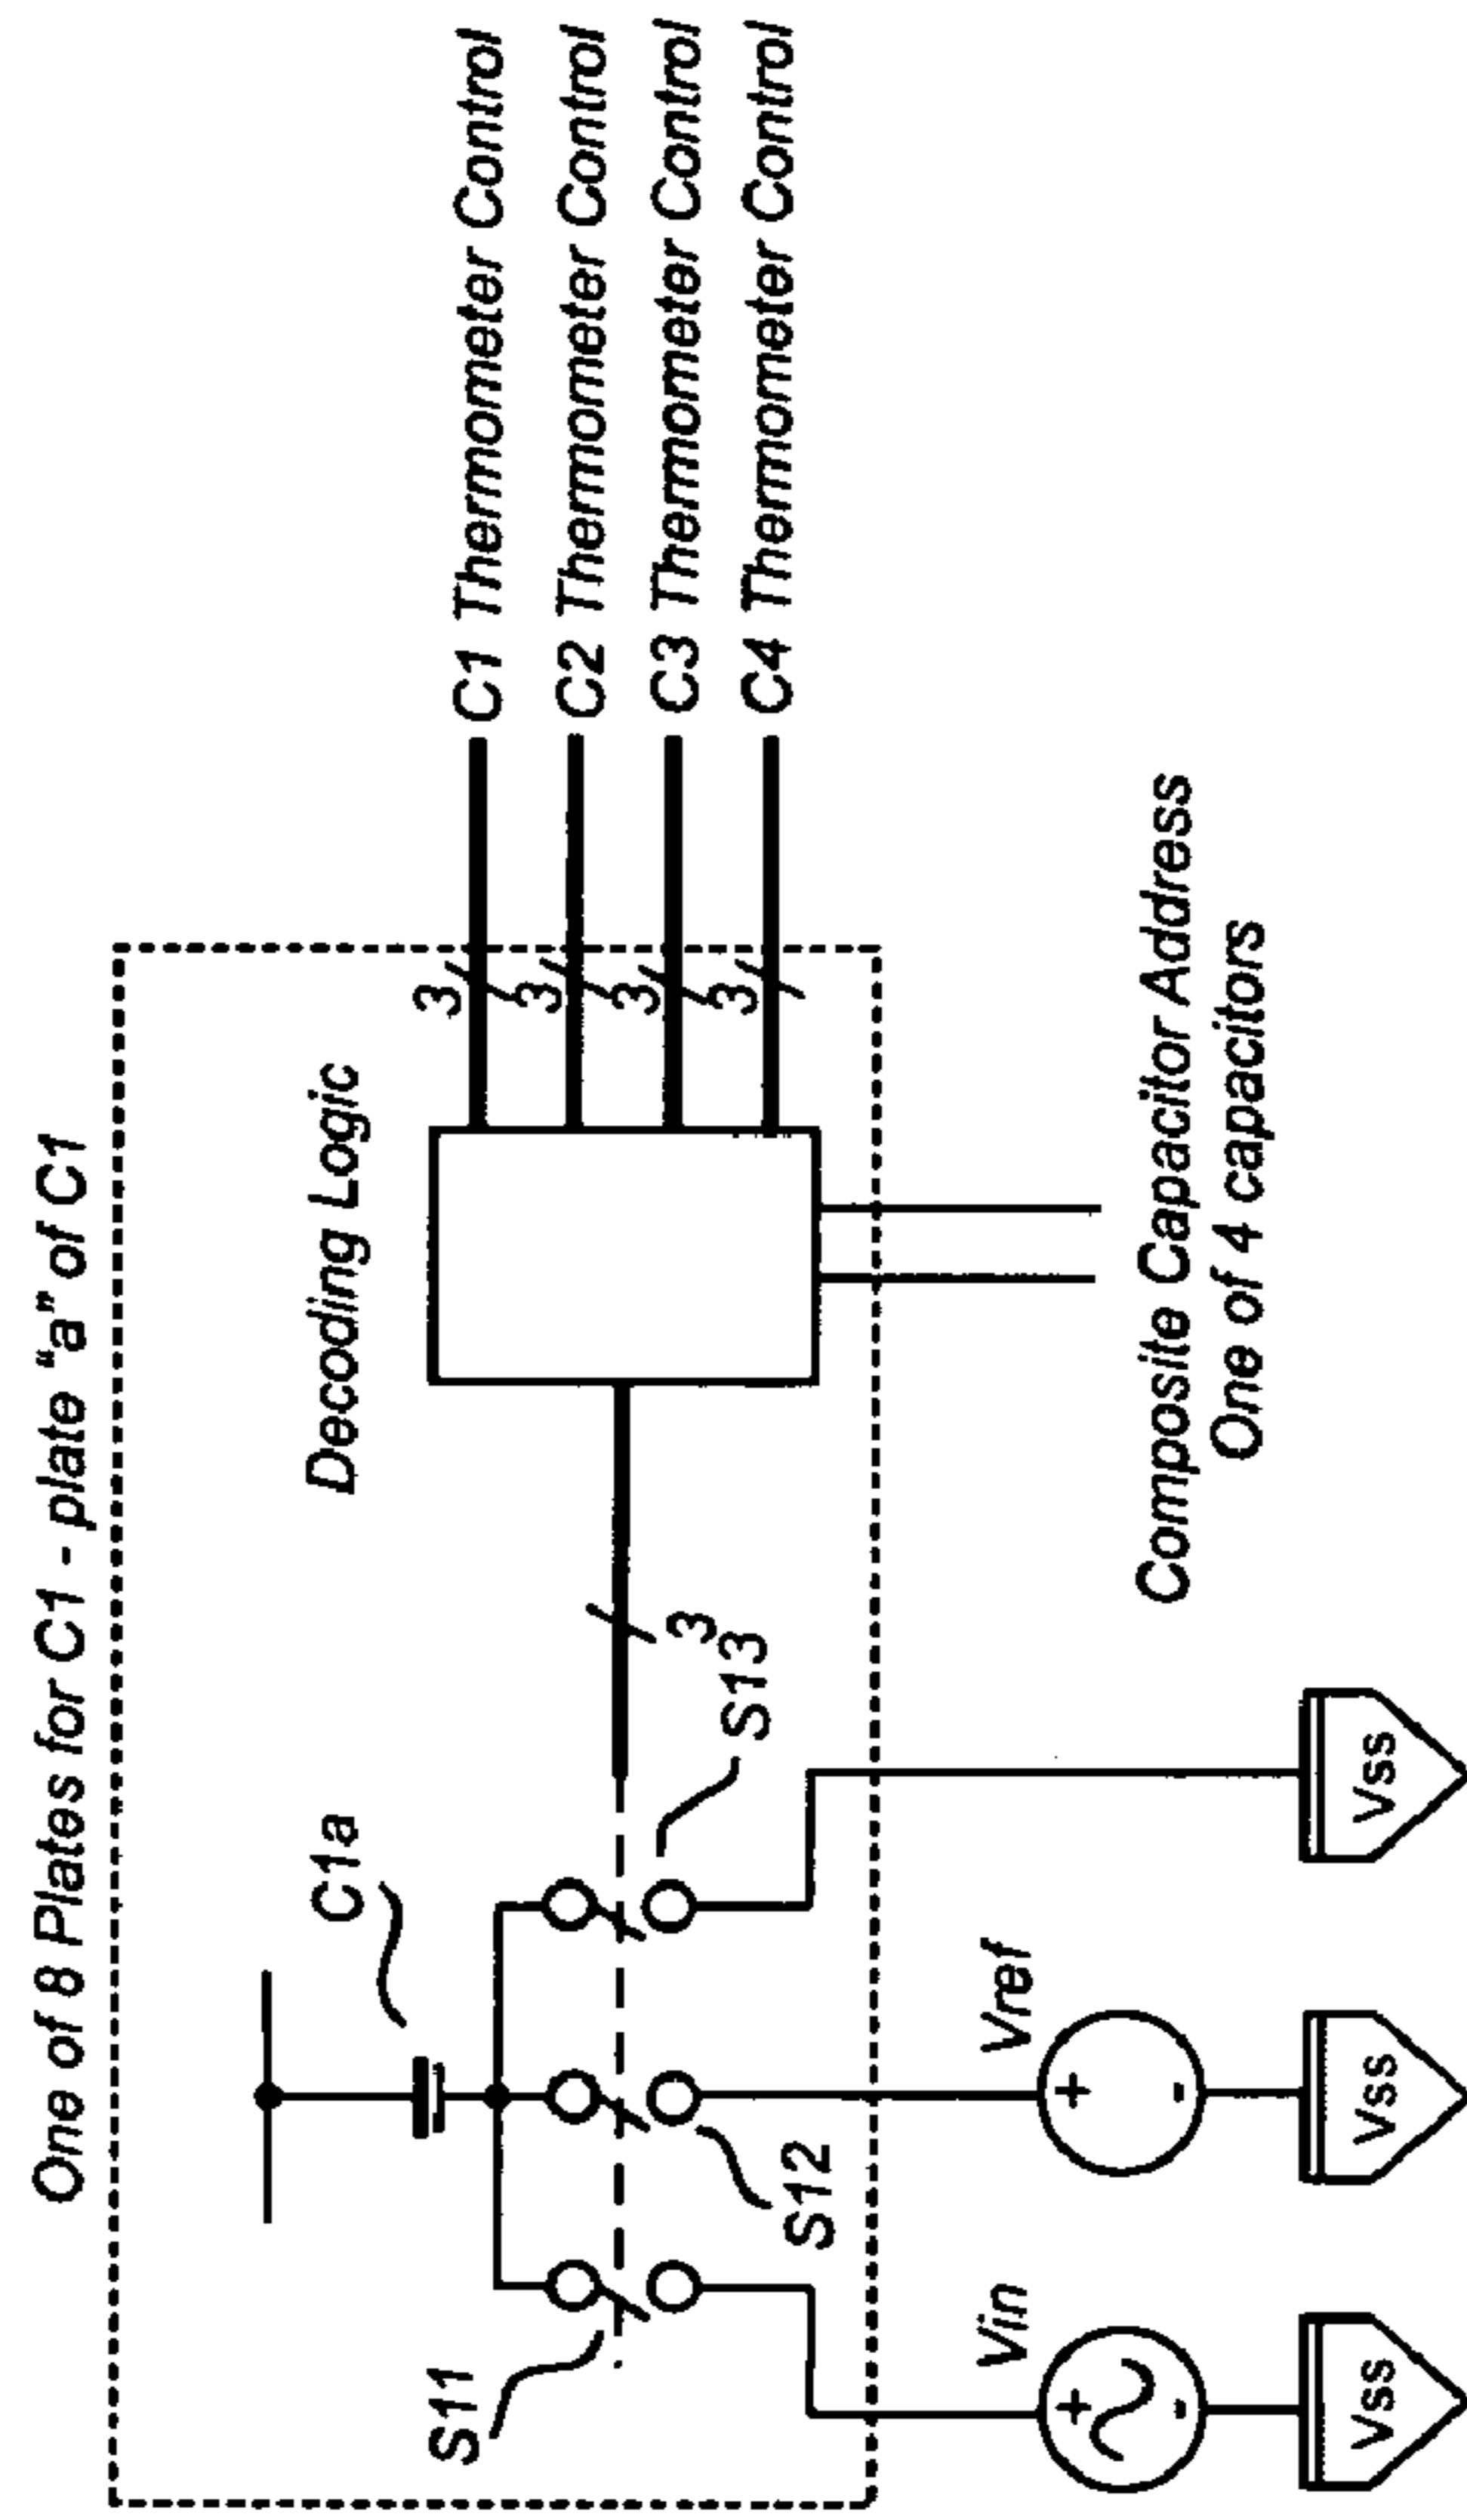 One of 8 Plates for C1 - plate "a" of C1
C1a
Decoding Logic
S11
S12
S13
3
3
3
3
3
C1 Thermometer Control
C2 Thermometer Control
C3 Thermometer Control
C4 Thermometer Control
Vin
Vref
+
-
+
-
Composite Capacitor Address
One of 4 capacitors
Vss
Vss
Vss